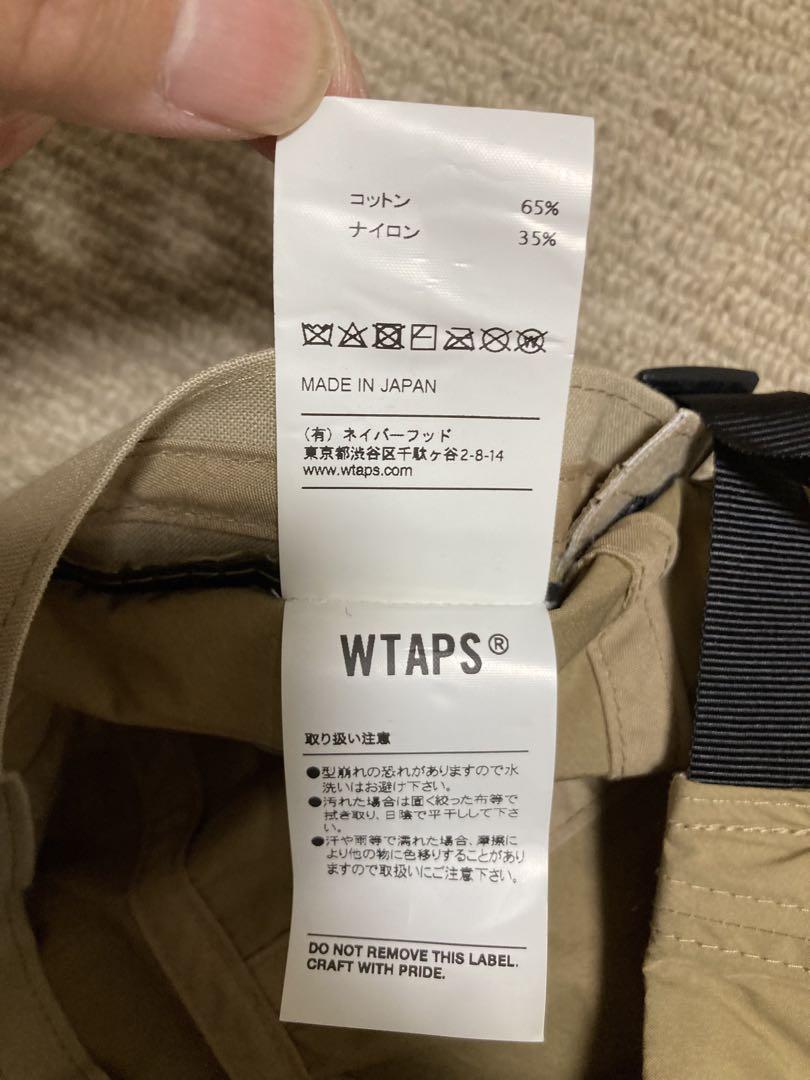 コットン 65%
ナイロン 35%
W
MADE IN JAPAN
(有) ネイバーフッド
東京都渋谷区千駄ヶ谷2-8-14
www.wtaps.com
WTAPS®
取り扱い注意
●型崩れの恐れがありますので水
洗いはお避け下さい。
●汚れた場合は固く絞った布等で
拭き取り、日陰で平干しして下さ
い。
●汗や雨等で濡れた場合、摩擦に
より他の物に色移りすることがあり
ますので取扱いにご注意下さい。
DO NOT REMOVE THIS LABEL.
CRAFT WITH PRIDE.